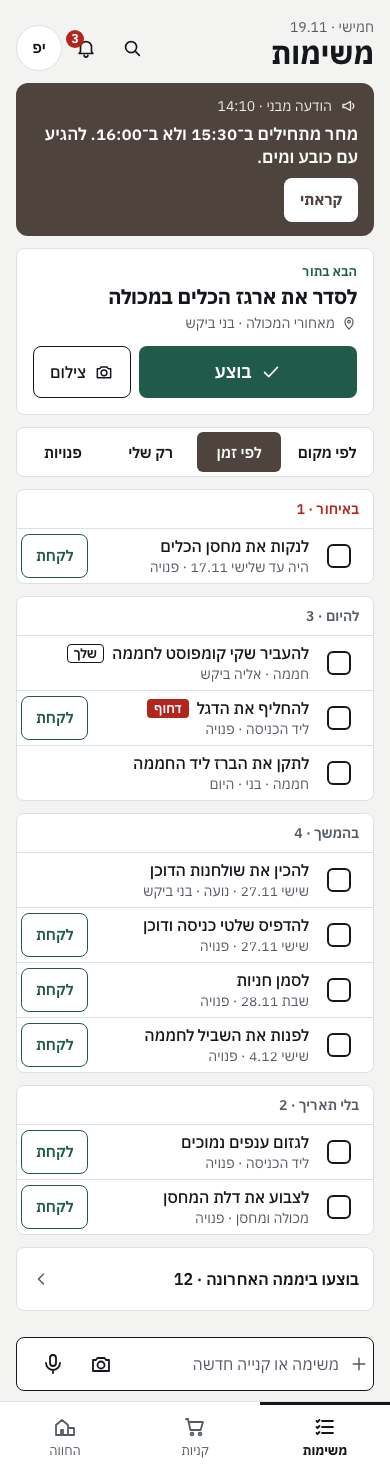 חמישי · 19.11
משימות
3
יפ
הודעה מבני · 14:10
מחר מתחילים ב־15:30 ולא ב־16:00. להגיע
עם כובע ומים.
קראתי
הבא בתור
לסדר את ארגז הכלים במכולה
מאחורי המכולה · בני ביקש
בוצע
צילום
לפי מקום
לפי זמן
רק שלי
פנויות
באיחור · 1
לנקות את מחסן הכלים
היה עד שלישי 17.11 · פנויה
לקחת
להיום · 3
להעביר שקי קומפוסט לחממה שלך
חממה · אליה ביקש
להחליף את הדגל דחוף
ליד הכניסה · פנויה
לקחת
לתקן את הברז ליד החממה
חממה · בני · היום
בהמשך · 4
להכין את שולחנות הדוכן
שישי 27.11 · נועה · בני ביקש
להדפיס שלטי כניסה ודוכן
שישי 27.11 · פנויה
לקחת
לסמן חניות
שבת 28.11 · פנויה
לקחת
לפנות את השביל לחממה
שישי 4.12 · פנויה
לקחת
בלי תאריך · 2
לגזום ענפים נמוכים
ליד הכניסה · פנויה
לקחת
לצבוע את דלת המחסן
מכולה ומחסן · פנויה
לקחת
בוצעו ביממה האחרונה · 12
משימה או קנייה חדשה
משימות
קניות
החווה